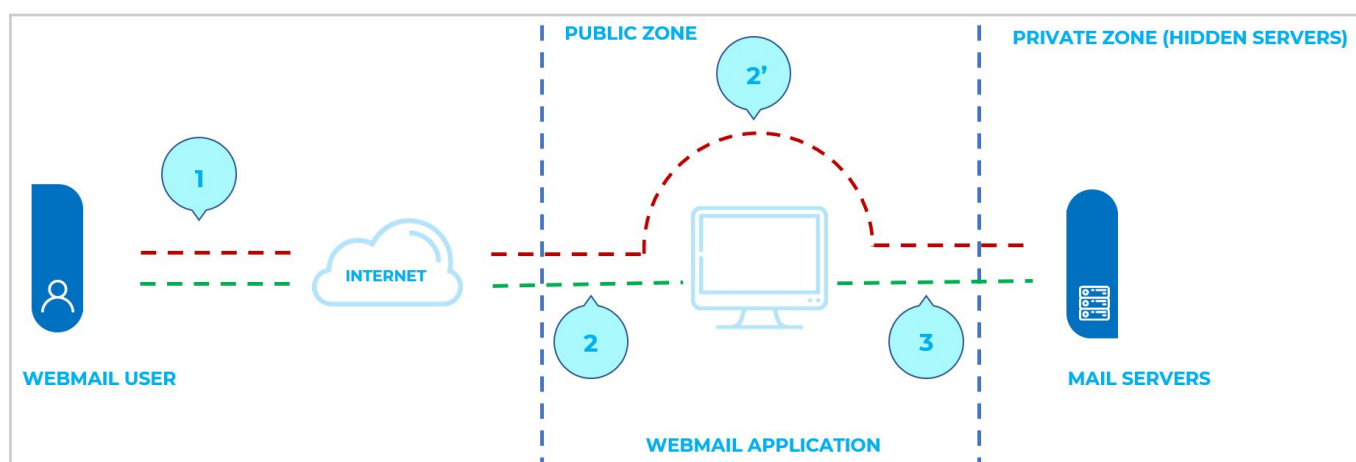 PUBLIC ZONE
PRIVATE ZONE (HIDDEN SERVERS)
2’
1
INTERNET
2
3
WEBMAIL USER
MAIL SERVERS
WEBMAIL APPLICATION